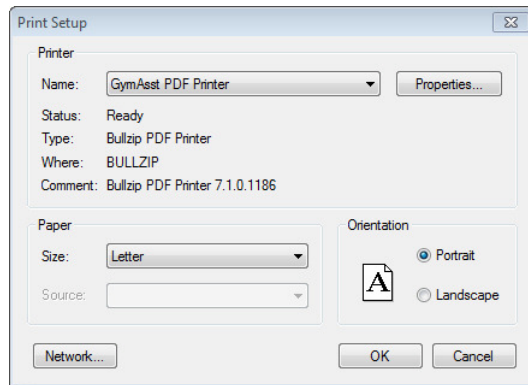 Print Setup
Printer
Name: GymAsst PDF Printer Properties...
Status: Ready
Type: Bullzip PDF Printer
Where: BULLZIP
Comment: Bullzip PDF Printer 7.1.0.1186
Paper
Size: Letter
Source:
Orientation
A
Portrait
Landscape
Network... OK Cancel